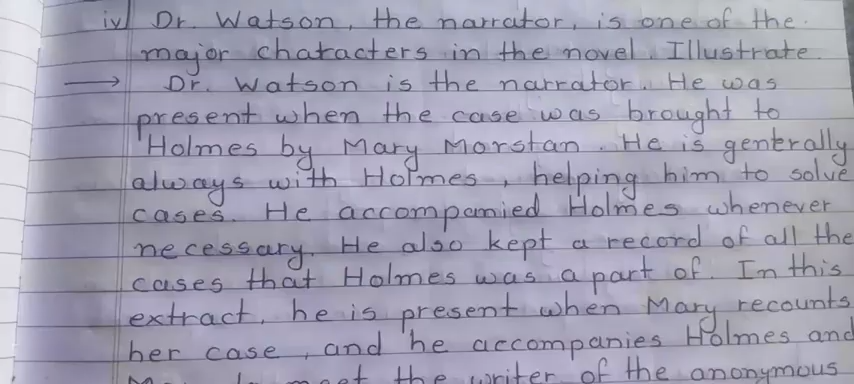 iv) Dr. Watson, the narrator, is one of the
major characters in the novel. Illustrate.
→ Dr. Watson is the narrator. He was
present when the case was brought to
Holmes by Mary Morstan. He is generally
always with Holmes, helping him to solve
cases. He accompanied Holmes whenever
necessary. He also kept a record of all the
cases that Holmes was a part of. In this
extract, he is present when Mary recounts
her case, and he accompanies Holmes and
meet the writer of the anonymous